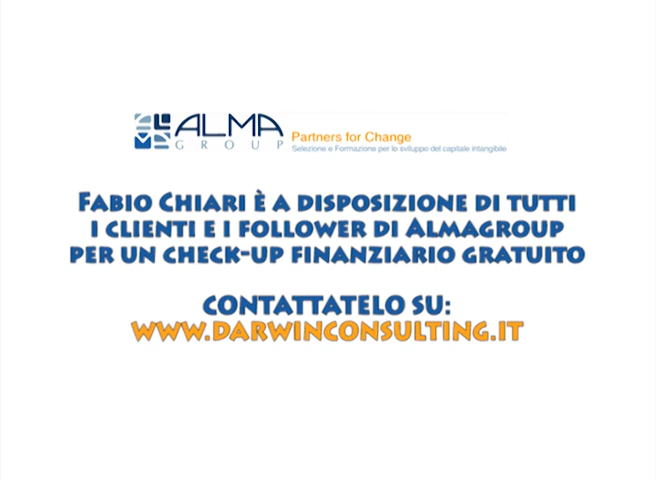 ALMA
GROUP
Partners for Change
Selezione e Formazione per lo sviluppo del capitale intangibile
FABIO CHIARI È A DISPOSIZIONE DI TUTTI
I CLIENTI E I FOLLOWER DI ALMAGROUP
PER UN CHECK-UP FINANZIARIO GRATUITO
CONTATTATELO SU:
WWW.DARWINCONSULTING.IT